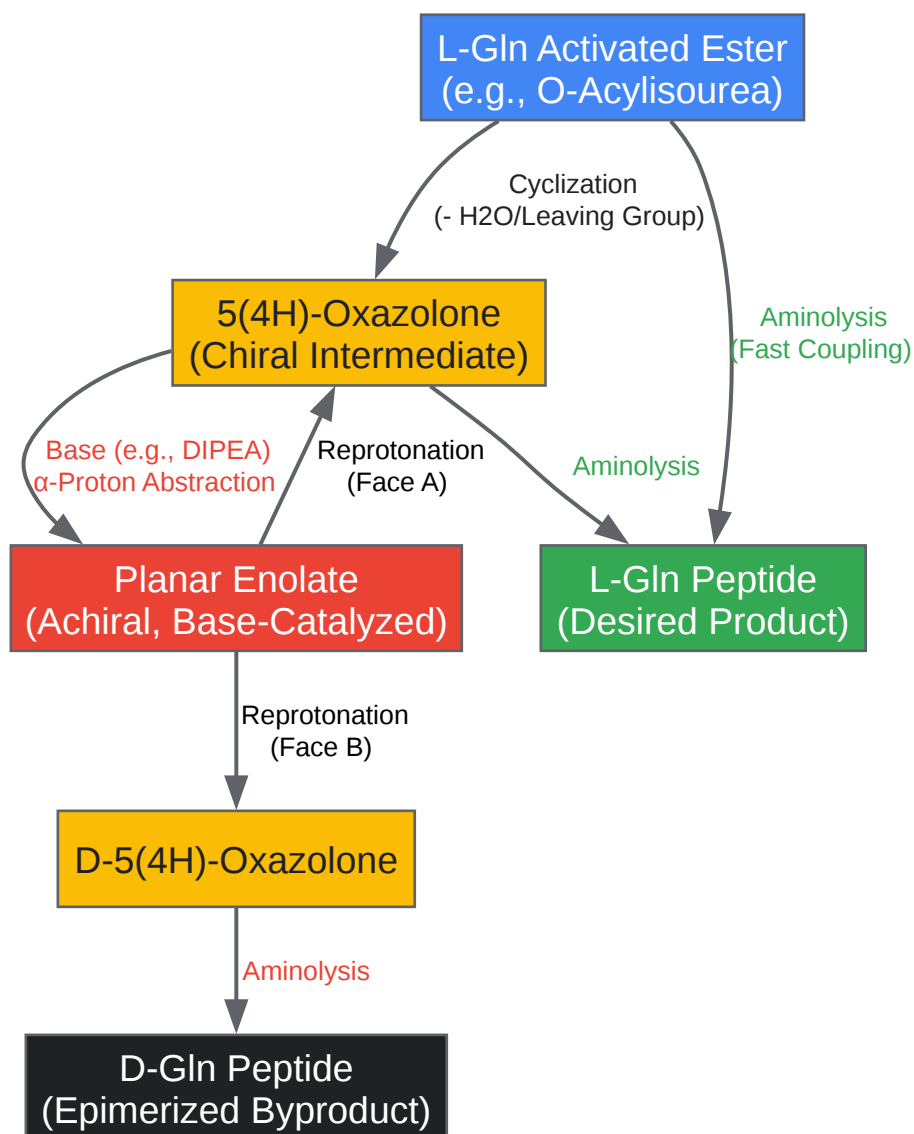 L-Gln Activated Ester
(e.g., O-Acylisourea)
Cyclization
(- H2O/Leaving Group)
5(4H)-Oxazolone
(Chiral Intermediate)
Aminolysis
(Fast Coupling)
Base (e.g., DIPEA)
α-Proton Abstraction
Reprotonation
(Face A)
Aminolysis
Planar Enolate
(Achiral, Base-Catalyzed)
L-Gln Peptide
(Desired Product)
Reprotonation
(Face B)
D-5(4H)-Oxazolone
Aminolysis
D-Gln Peptide
(Epimerized Byproduct)